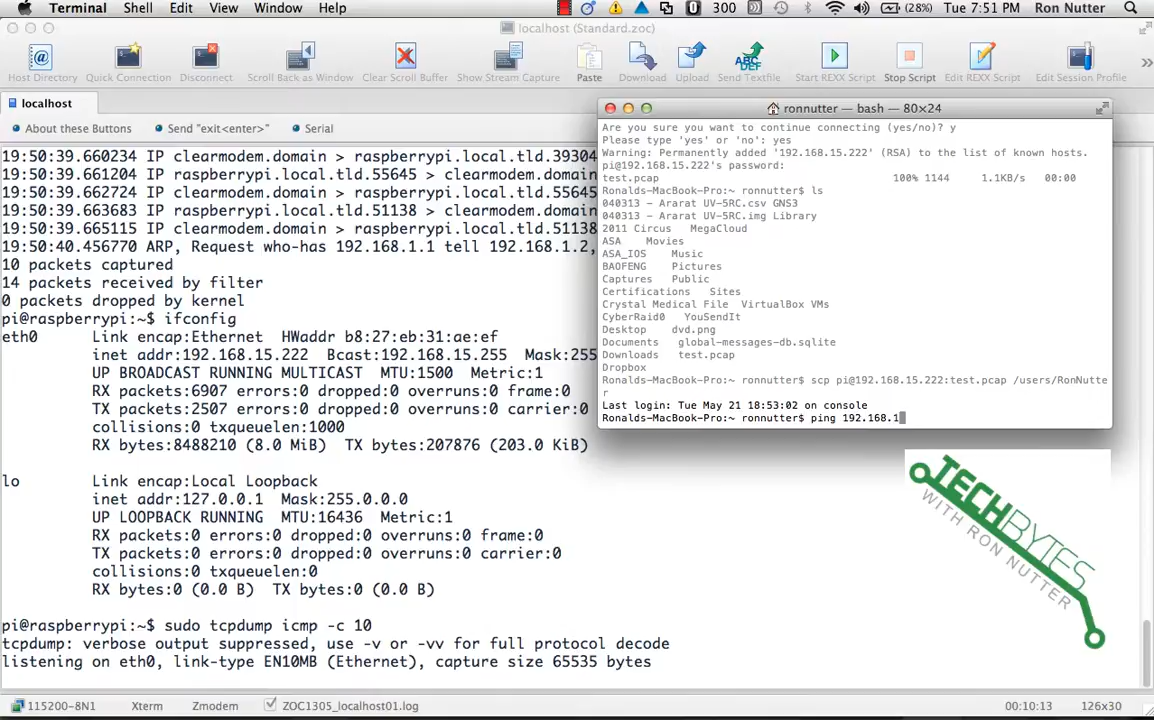 Terminal Shell Edit View Window Help 300 (28%) Tue 7:51 PM Ron Nutter
localhost (Standard.zoc)
Host Directory Quick Connection Disconnect Scroll Back as Window Clear Scroll Buffer Show Stream Capture Paste Download Upload Send Textfile Start REXX Script Stop Script Edit REXX Script Edit Session Profile
localhost
About these Buttons Send "exit<enter>" Serial
19:50:39.660234 IP clearmodem.domain > raspberrypi.local.tld.39304
19:50:39.661204 IP raspberrypi.local.tld.55645 > clearmodem.domain
19:50:39.662724 IP clearmodem.domain > raspberrypi.local.tld.55645
19:50:39.663683 IP raspberrypi.local.tld.51138 > clearmodem.domain
19:50:39.665115 IP clearmodem.domain > raspberrypi.local.tld.51138
19:50:40.456770 ARP, Request who-has 192.168.1.1 tell 192.168.1.2,
10 packets captured
14 packets received by filter
0 packets dropped by kernel
pi@raspberrypi:~$ ifconfig
eth0 Link encap:Ethernet HWaddr b8:27:eb:31:ae:ef
inet addr:192.168.15.222 Bcast:192.168.15.255 Mask:255
UP BROADCAST RUNNING MULTICAST MTU:1500 Metric:1
RX packets:6907 errors:0 dropped:0 overruns:0 frame:0
TX packets:2507 errors:0 dropped:0 overruns:0 carrier:0
collisions:0 txqueuelen:1000
RX bytes:8488210 (8.0 MiB) TX bytes:207876 (203.0 KiB)
lo Link encap:Local Loopback
inet addr:127.0.0.1 Mask:255.0.0.0
UP LOOPBACK RUNNING MTU:16436 Metric:1
RX packets:0 errors:0 dropped:0 overruns:0 frame:0
TX packets:0 errors:0 dropped:0 overruns:0 carrier:0
collisions:0 txqueuelen:0
RX bytes:0 (0.0 B) TX bytes:0 (0.0 B)
pi@raspberrypi:~$ sudo tcpdump icmp -c 10
tcpdump: verbose output suppressed, use -v or -vv for full protocol decode
listening on eth0, link-type EN10MB (Ethernet), capture size 65535 bytes
ronnutter — bash — 80×24
Are you sure you want to continue connecting (yes/no)? y
Please type 'yes' or 'no': yes
Warning: Permanently added '192.168.15.222' (RSA) to the list of known hosts.
pi@192.168.15.222's password:
test.pcap 100% 1144 1.1KB/s 00:00
Ronalds-MacBook-Pro:~ ronnutter$ ls
040313 - Ararat UV-5RC.csv GNS3
040313 - Ararat UV-5RC.img Library
2011 Circus MegaCloud
ASA Movies
ASA_IOS Music
BAOFENG Pictures
Captures Public
Certifications Sites
Crystal Medical File VirtualBox VMs
CyberRaid0 YouSendIt
Desktop dvd.png
Documents global-messages-db.sqlite
Downloads test.pcap
Dropbox
Ronalds-MacBook-Pro:~ ronnutter$ scp pi@192.168.15.222:test.pcap /users/RonNutte
r
Last login: Tue May 21 18:53:02 on console
Ronalds-MacBook-Pro:~ ronnutter$ ping 192.168.1
TECHBYTES
WITH RON NUTTER
115200-8N1 Xterm Zmodem ZOC1305_localhost01.log 00:10:13 126x30